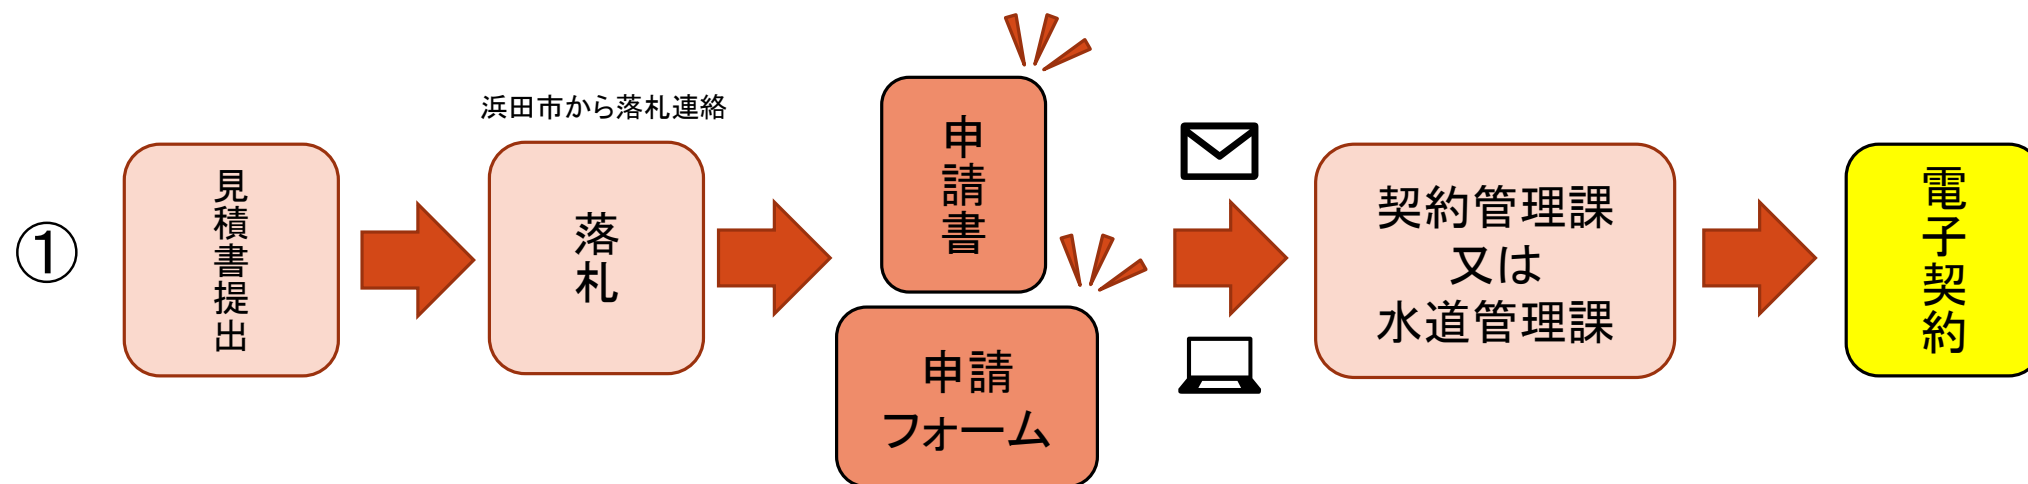 ①
見積書提出
浜田市から落札連絡
落札
申請書
申請
フォーム
契約管理課
又は
水道管理課
電子契約